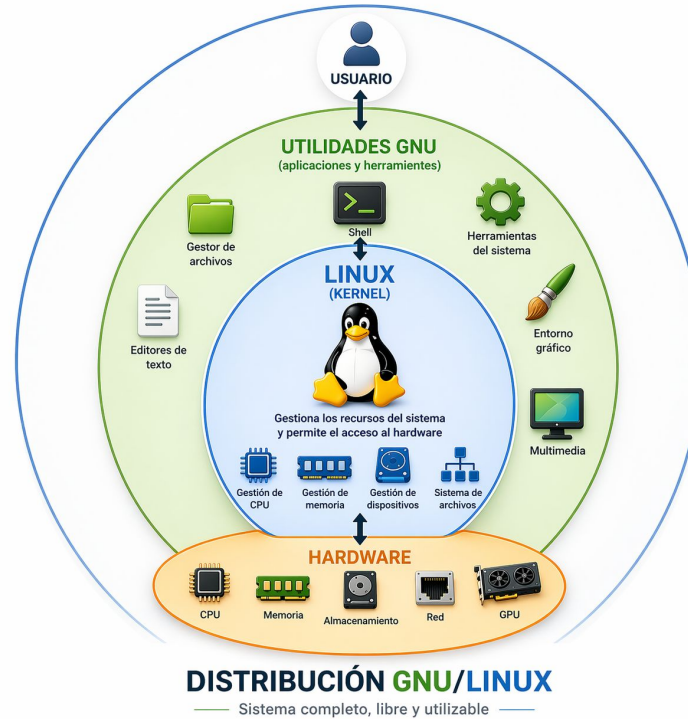 USUARIO
UTILIDADES GNU
(aplicaciones y herramientes)
>_
Shell
Gestor de
archivos
Herramientas
del sistema
Editores de
texto
Entorno
gráfico
Multimedia
LINUX
(KERNEL)
Gestiona los recursos del sistema
y permite el acceso al hardware
Gestión de
CPU
Gestión de
memoria
Gestión de
dispositivos
Sistema de
archivos
HARDWARE
CPU
Memoria
Almacenamiento
Red
GPU
DISTRIBUCIÓN GNU/LINUX
Sistema completo, libre y utilizable